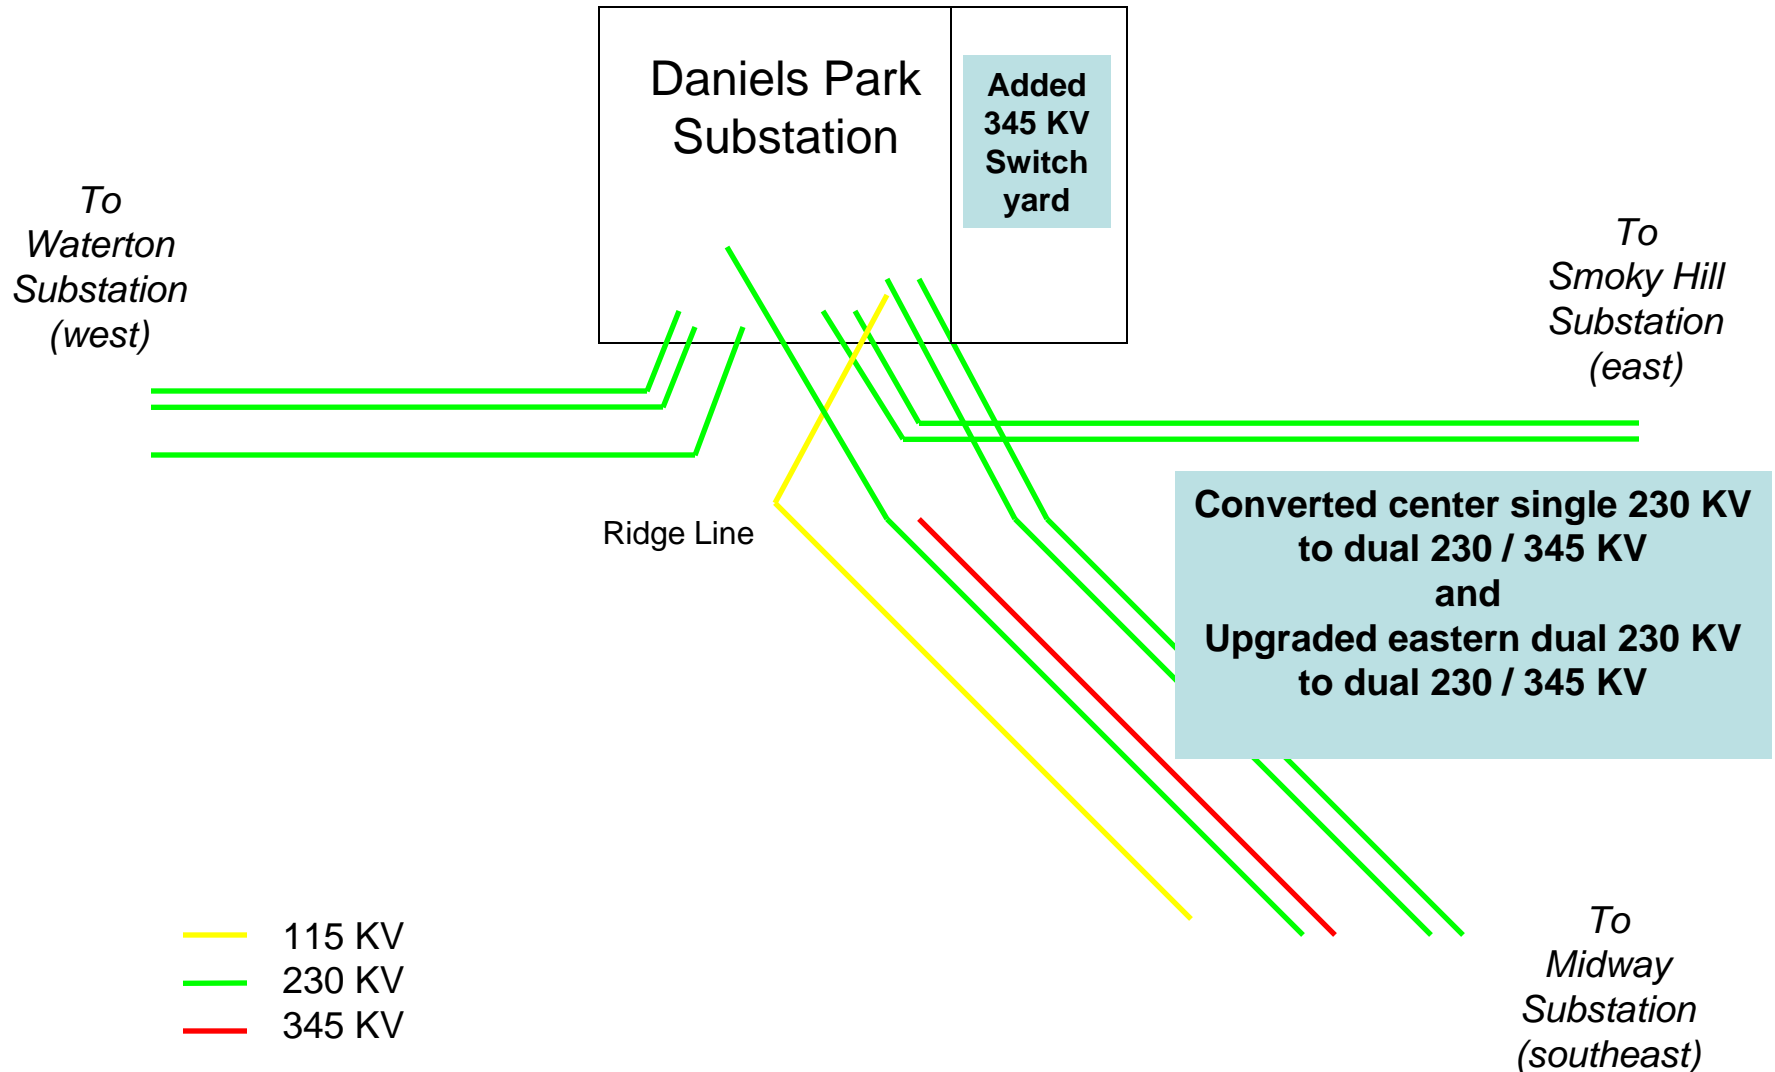 Daniels Park
Substation
Added
345 KV
Switch
yard
To
Waterton
Substation
(west)
To
Smoky Hill
Substation
(east)
Ridge Line
Converted center single 230 KV
to dual 230 / 345 KV
and
Upgraded eastern dual 230 KV
to dual 230 / 345 KV
115 KV
230 KV
345 KV
To
Midway
Substation
(southeast)